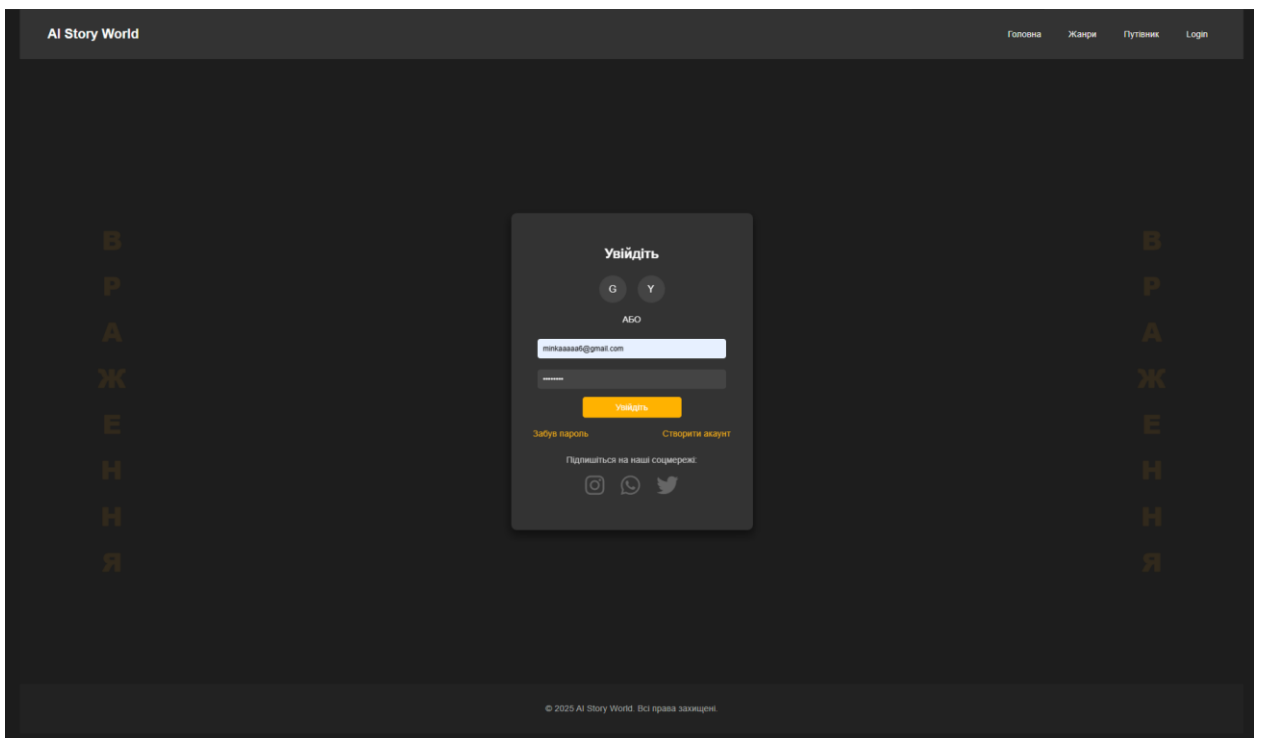 AI Story World
Головна Жанри Путівник Login
Увійдіть
G Y
АБО
minkaaaaa6@gmail.com
••••••••
Увійдіть
Забув пароль Створити акаунт
Підпишіться на наші соцмережі:
В В
Р Р
А А
Ж Ж
Е Е
Н Н
Н Н
Я Я
© 2025 AI Story World. Всі права захищені.